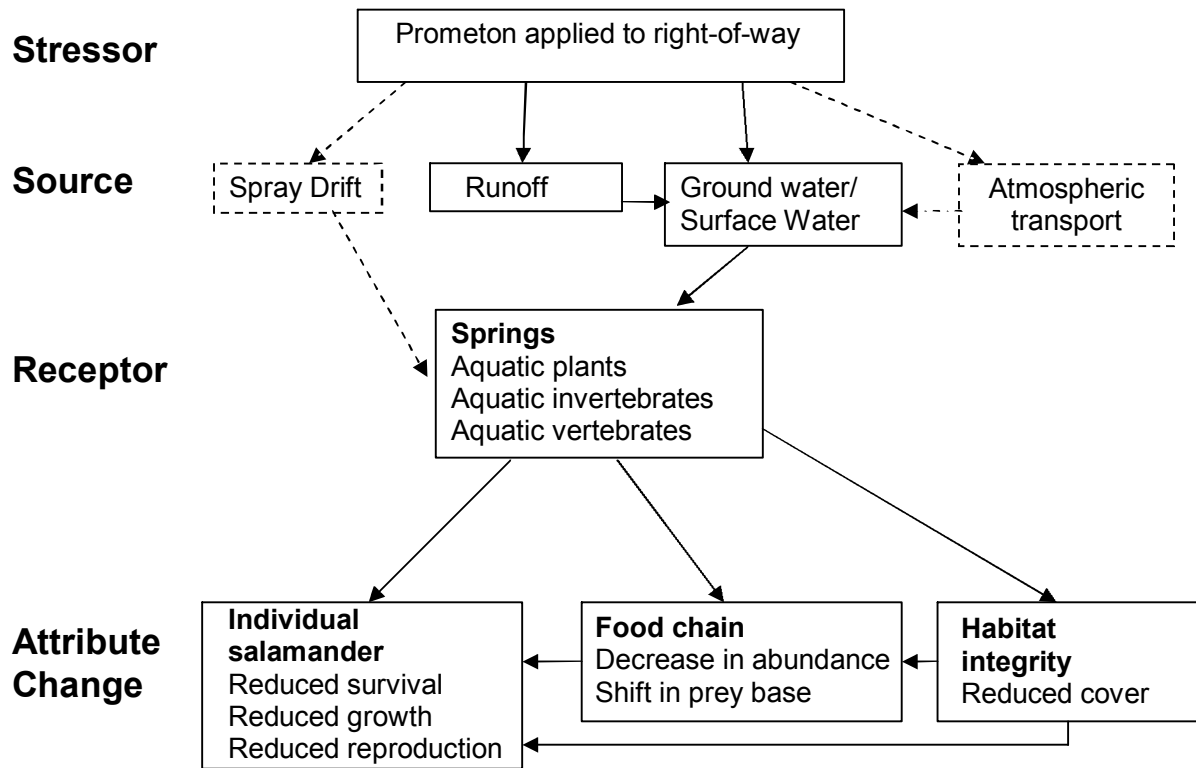 Stressor
Prometon applied to right-of-way
Source
Spray Drift
Runoff
Ground water/
Surface Water
Atmospheric
transport
Receptor
Springs
Aquatic plants
Aquatic invertebrates
Aquatic vertebrates
Attribute
Change
Individual
salamander
Reduced survival
Reduced growth
Reduced reproduction
Food chain
Decrease in abundance
Shift in prey base
Habitat
integrity
Reduced cover